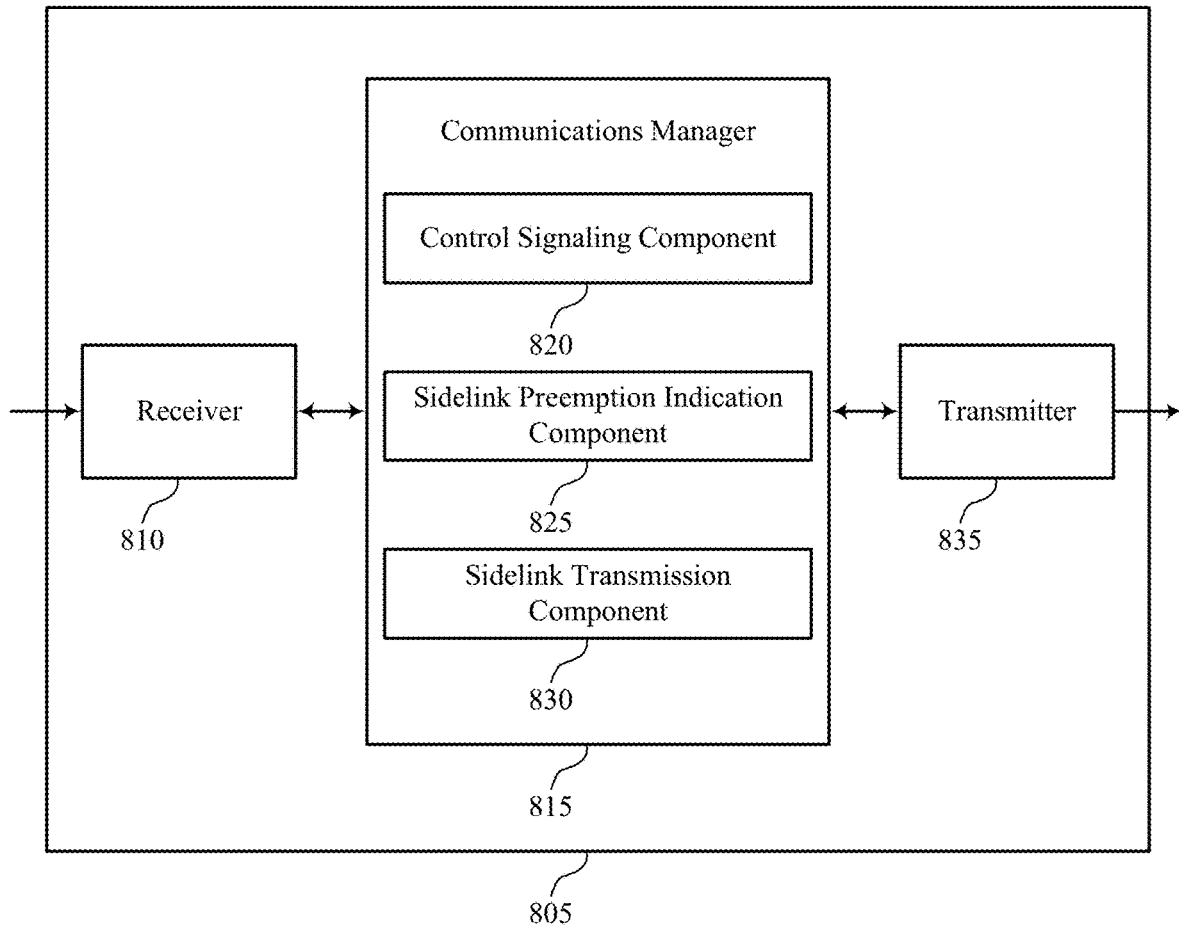 Communications Manager
Control Signaling Component
820
Receiver
810
Sidelink Preemption Indication
Component
825
Transmitter
835
Sidelink Transmission
Component
830
815
805